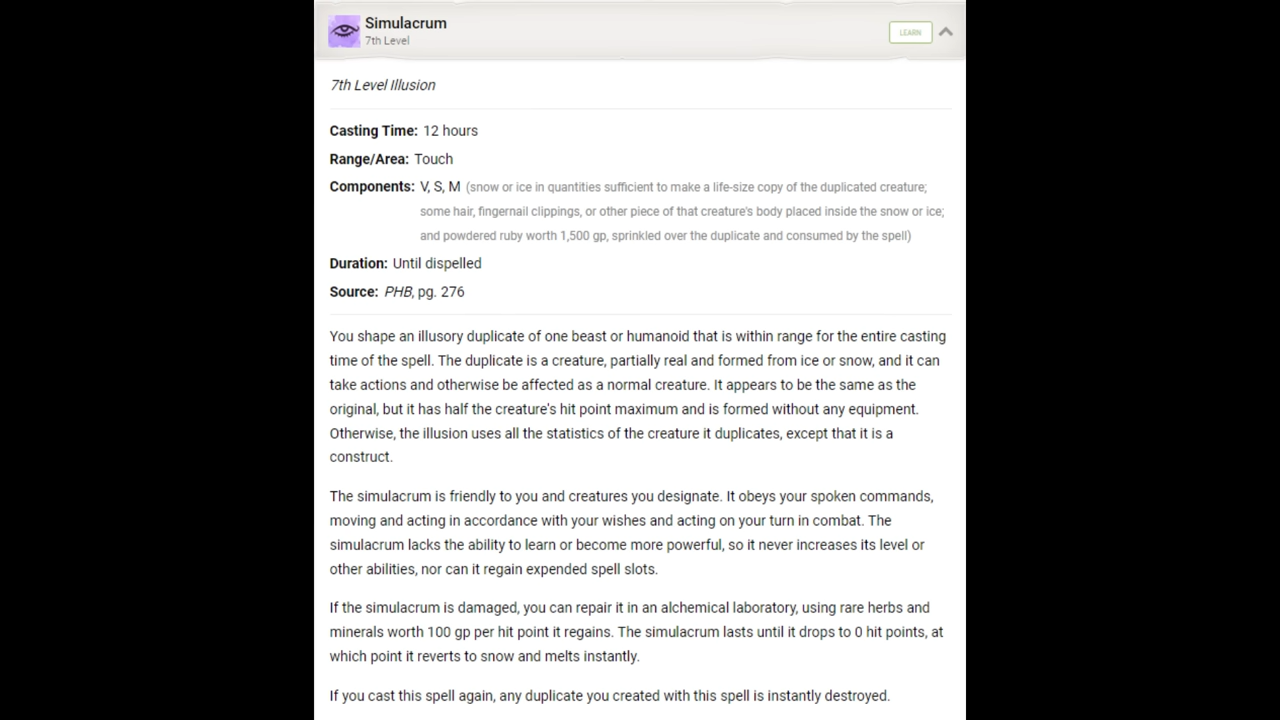 Simulacrum
7th Level
LEARN
7th Level Illusion
Casting Time: 12 hours
Range/Area: Touch
Components: V, S, M (snow or ice in quantities sufficient to make a life-size copy of the duplicated creature;
some hair, fingernail clippings, or other piece of that creature's body placed inside the snow or ice;
and powdered ruby worth 1,500 gp, sprinkled over the duplicate and consumed by the spell)
Duration: Until dispelled
Source: PHB, pg. 276
You shape an illusory duplicate of one beast or humanoid that is within range for the entire casting
time of the spell. The duplicate is a creature, partially real and formed from ice or snow, and it can
take actions and otherwise be affected as a normal creature. It appears to be the same as the
original, but it has half the creature's hit point maximum and is formed without any equipment.
Otherwise, the illusion uses all the statistics of the creature it duplicates, except that it is a
construct.
The simulacrum is friendly to you and creatures you designate. It obeys your spoken commands,
moving and acting in accordance with your wishes and acting on your turn in combat. The
simulacrum lacks the ability to learn or become more powerful, so it never increases its level or
other abilities, nor can it regain expended spell slots.
If the simulacrum is damaged, you can repair it in an alchemical laboratory, using rare herbs and
minerals worth 100 gp per hit point it regains. The simulacrum lasts until it drops to 0 hit points, at
which point it reverts to snow and melts instantly.
If you cast this spell again, any duplicate you created with this spell is instantly destroyed.